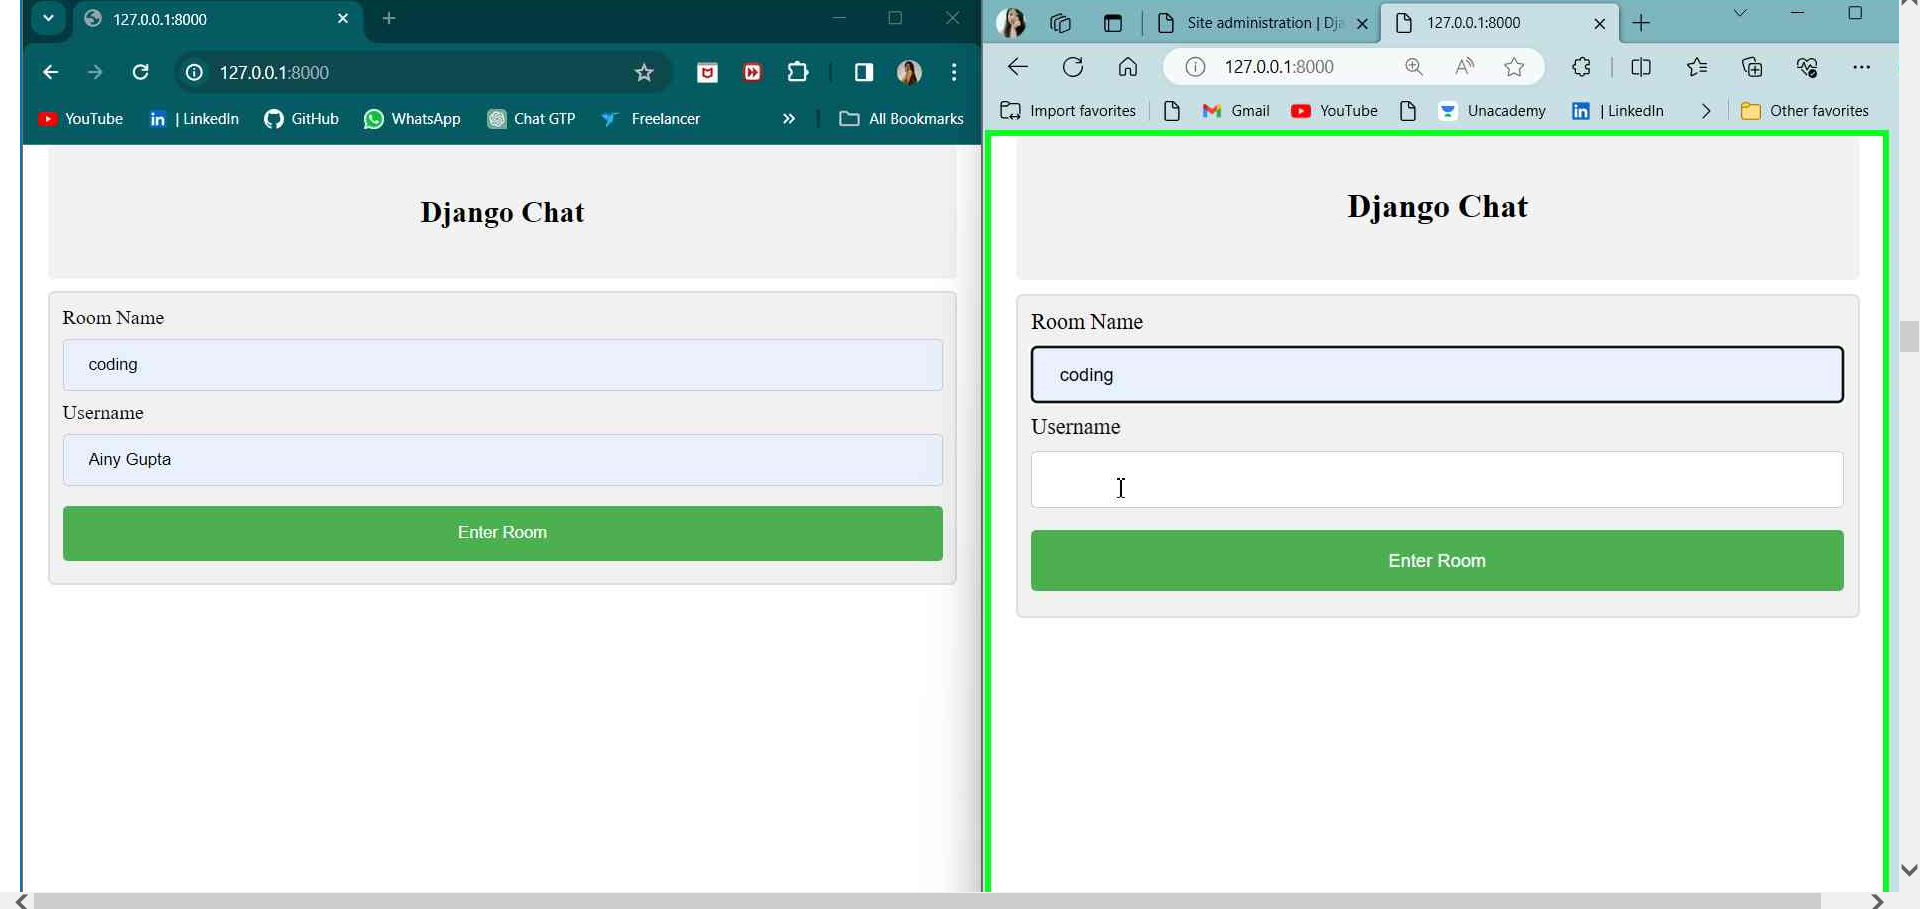 127.0.0.1:8000
127.0.0.1:8000
YouTube | LinkedIn GitHub WhatsApp Chat GTP Freelancer » All Bookmarks
Django Chat
Room Name
coding
Username
Ainy Gupta
Enter Room
Site administration | Dja 127.0.0.1:8000
127.0.0.1:8000
Import favorites Gmail YouTube Unacademy | LinkedIn Other favorites
Django Chat
Room Name
coding
Username
Enter Room